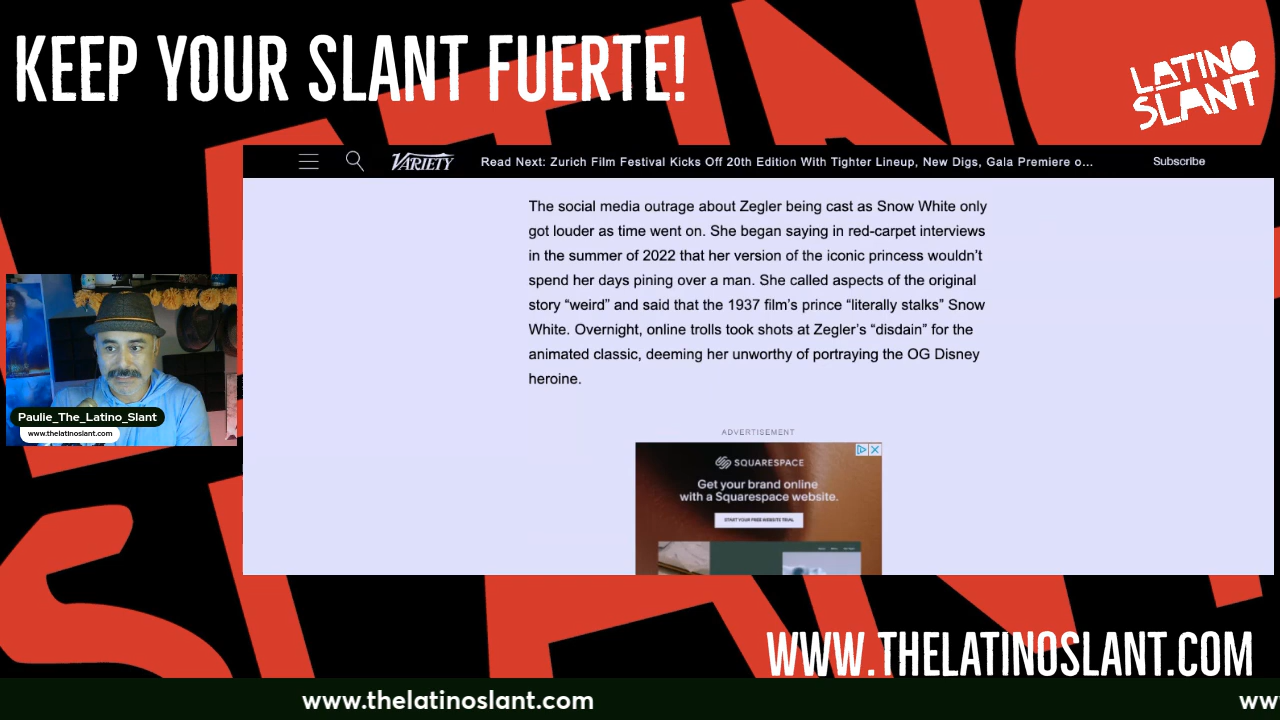 KEEP YOUR SLANT FUERTE!
LATINO
SLANT
VARIETY
Read Next: Zurich Film Festival Kicks Off 20th Edition With Tighter Lineup, New Digs, Gala Premiere o...
Subscribe
The social media outrage about Zegler being cast as Snow White only
got louder as time went on. She began saying in red-carpet interviews
in the summer of 2022 that her version of the iconic princess wouldn't
spend her days pining over a man. She called aspects of the original
story “weird” and said that the 1937 film's prince “literally stalks” Snow
White. Overnight, online trolls took shots at Zegler's “disdain” for the
animated classic, deeming her unworthy of portraying the OG Disney
heroine.
ADVERTISEMENT
SQUARESPACE
Get your brand online
with a Squarespace website.
START YOUR FREE WEBSITE TRIAL
Paulie_The_Latino_Slant
www.thelatinoslant.com
WWW.THELATINOSLANT.COM
www.thelatinoslant.com
ww